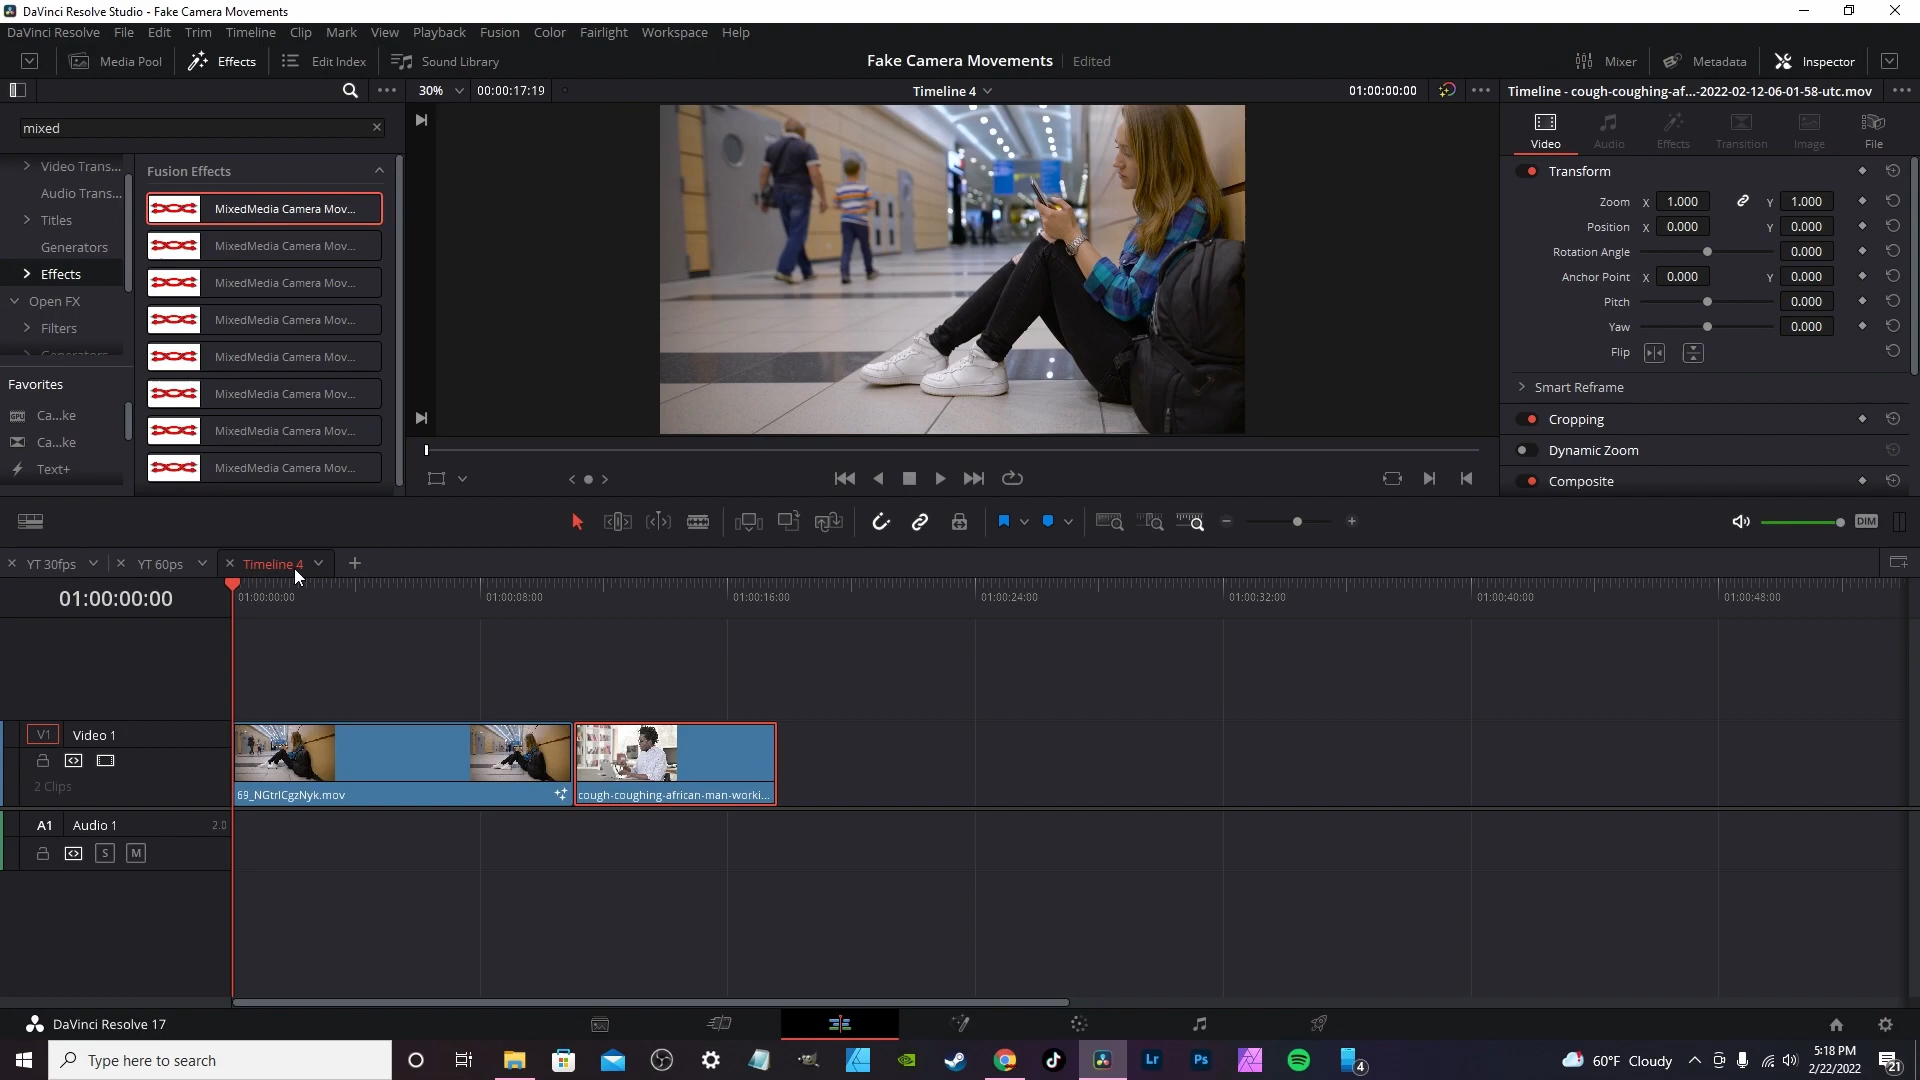 DaVinci Resolve Studio - Fake Camera Movements
DaVinci Resolve File Edit Trim Timeline Clip Mark View Playback Fusion Color Fairlight Workspace Help
Media Pool Effects Edit Index Sound Library Fake Camera Movements Edited Mixer Metadata Inspector
30% 00:00:17:19 Timeline 4 01:00:00:00 Timeline - cough-coughing-af...-2022-02-12-06-01-58-utc.mov
mixed
Video Audio Effects Transition Image File
Video Trans...
Audio Trans...
Titles
Generators
Effects
Open FX
Filters
Generators
Favorites
Ca...ke
Ca...ke
Text+
Fusion Effects
MixedMedia Camera Mov...
MixedMedia Camera Mov...
MixedMedia Camera Mov...
MixedMedia Camera Mov...
MixedMedia Camera Mov...
MixedMedia Camera Mov...
MixedMedia Camera Mov...
MixedMedia Camera Mov...
Transform
Zoom X 1.000 Y 1.000
Position X 0.000 Y 0.000
Rotation Angle 0.000
Anchor Point X 0.000 Y 0.000
Pitch 0.000
Yaw 0.000
Flip
Smart Reframe
Cropping
Dynamic Zoom
Composite
DIM
YT 30fps YT 60ps Timeline 4
01:00:00:00 01:00:00:00 01:00:08:00 01:00:16:00 01:00:24:00 01:00:32:00 01:00:40:00 01:00:48:00
V1 Video 1
2 Clips
69_NGtrICgzNyk.mov cough-coughing-african-man-worki...
A1 Audio 1 2.0
S M
DaVinci Resolve 17
Type here to search
Lr Ps 4
60°F Cloudy
5:18 PM
2/22/2022
21